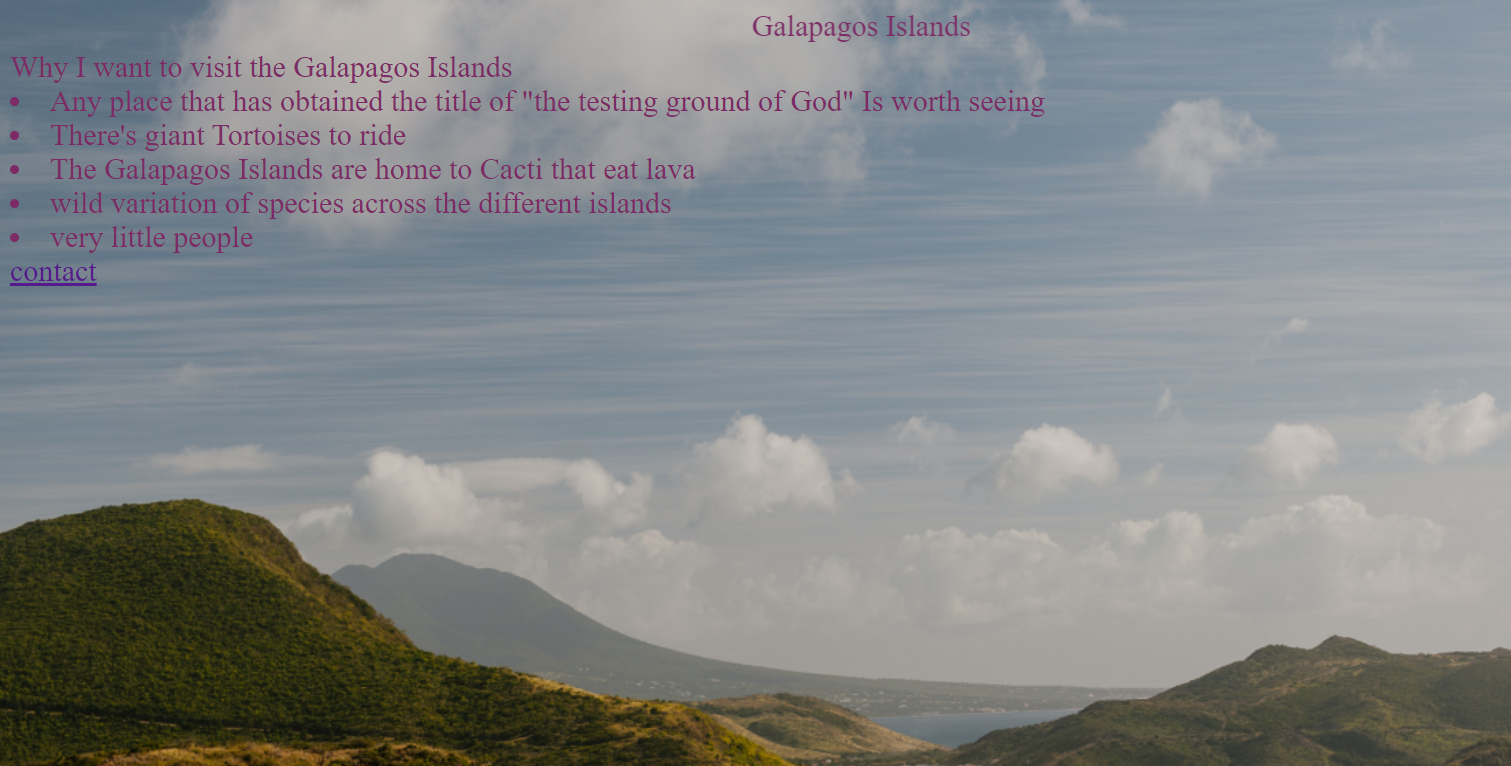 Galapagos Islands
Why I want to visit the Galapagos Islands
• Any place that has obtained the title of "the testing ground of God" Is worth seeing
• There's giant Tortoises to ride
• The Galapagos Islands are home to Cacti that eat lava
• wild variation of species across the different islands
• very little people
contact